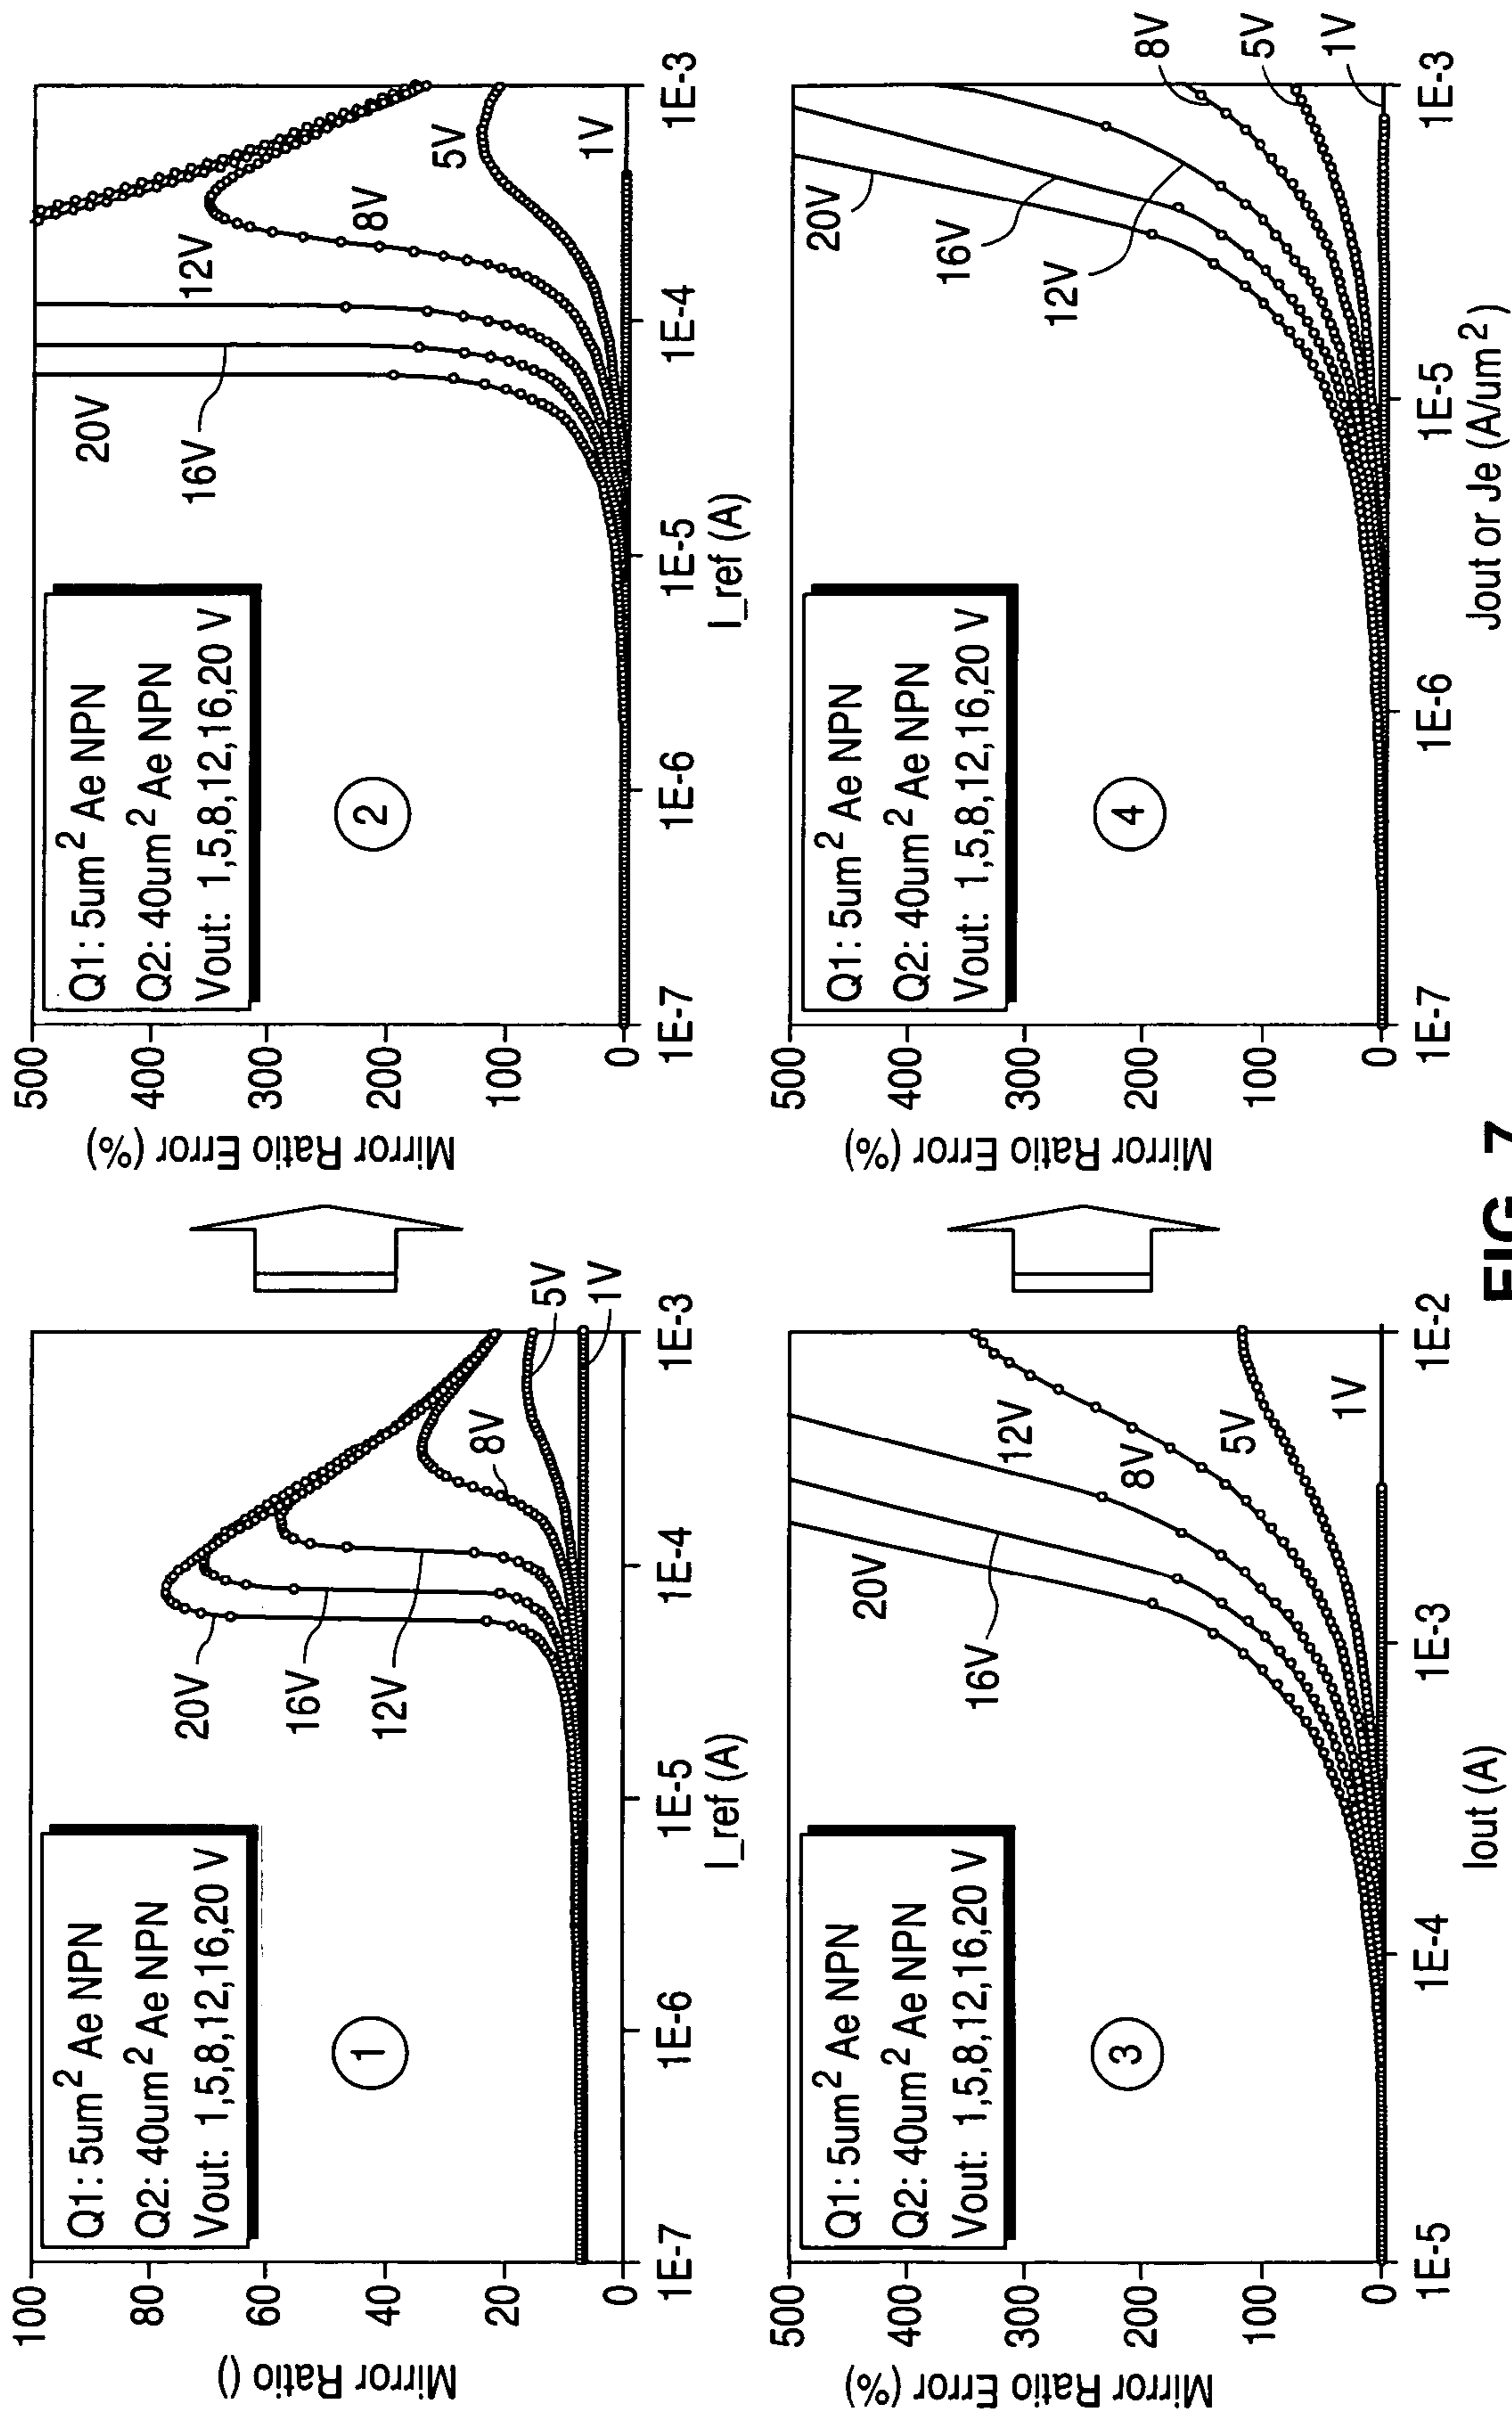 100
80
60
40
20
0
Mirror Ratio ()
Q1: 5um² Ae NPN
Q2: 40um² Ae NPN
Vout: 1,5,8,12,16,20 V
1
20V
16V
12V
8V
5V
1V
1E-7
1E-6
1E-5
1E-4
1E-3
I_ref (A)
500
400
300
200
100
0
Mirror Ratio Error (%)
Q1: 5um² Ae NPN
Q2: 40um² Ae NPN
Vout: 1,5,8,12,16,20 V
2
20V
16V
12V
8V
5V
1V
1E-7
1E-6
1E-5
1E-4
1E-3
I_ref (A)
500
400
300
200
100
0
Mirror Ratio Error (%)
Q1: 5um² Ae NPN
Q2: 40um² Ae NPN
Vout: 1,5,8,12,16,20 V
3
20V
16V
12V
8V
5V
1V
1E-5
1E-4
1E-3
1E-2
Iout (A)
500
400
300
200
100
0
Mirror Ratio Error (%)
Q1: 5um² Ae NPN
Q2: 40um² Ae NPN
Vout: 1,5,8,12,16,20 V
4
20V
16V
12V
8V
5V
1V
1E-7
1E-6
1E-5
1E-3
Jout or Je (A/um²)
FIG. 7